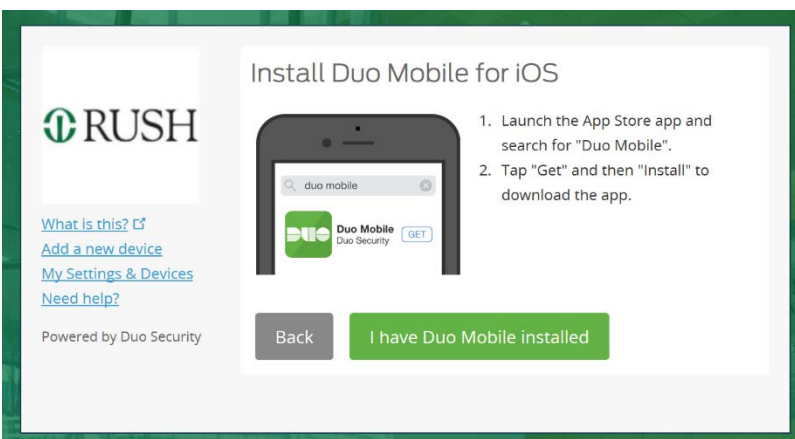 RUSH
What is this?
Add a new device
My Settings & Devices
Need help?
Powered by Duo Security
Install Duo Mobile for iOS
duo mobile
DUO
Duo Mobile
Duo Security
GET
1. Launch the App Store app and
search for "Duo Mobile".
2. Tap "Get" and then "Install" to
download the app.
Back
I have Duo Mobile installed